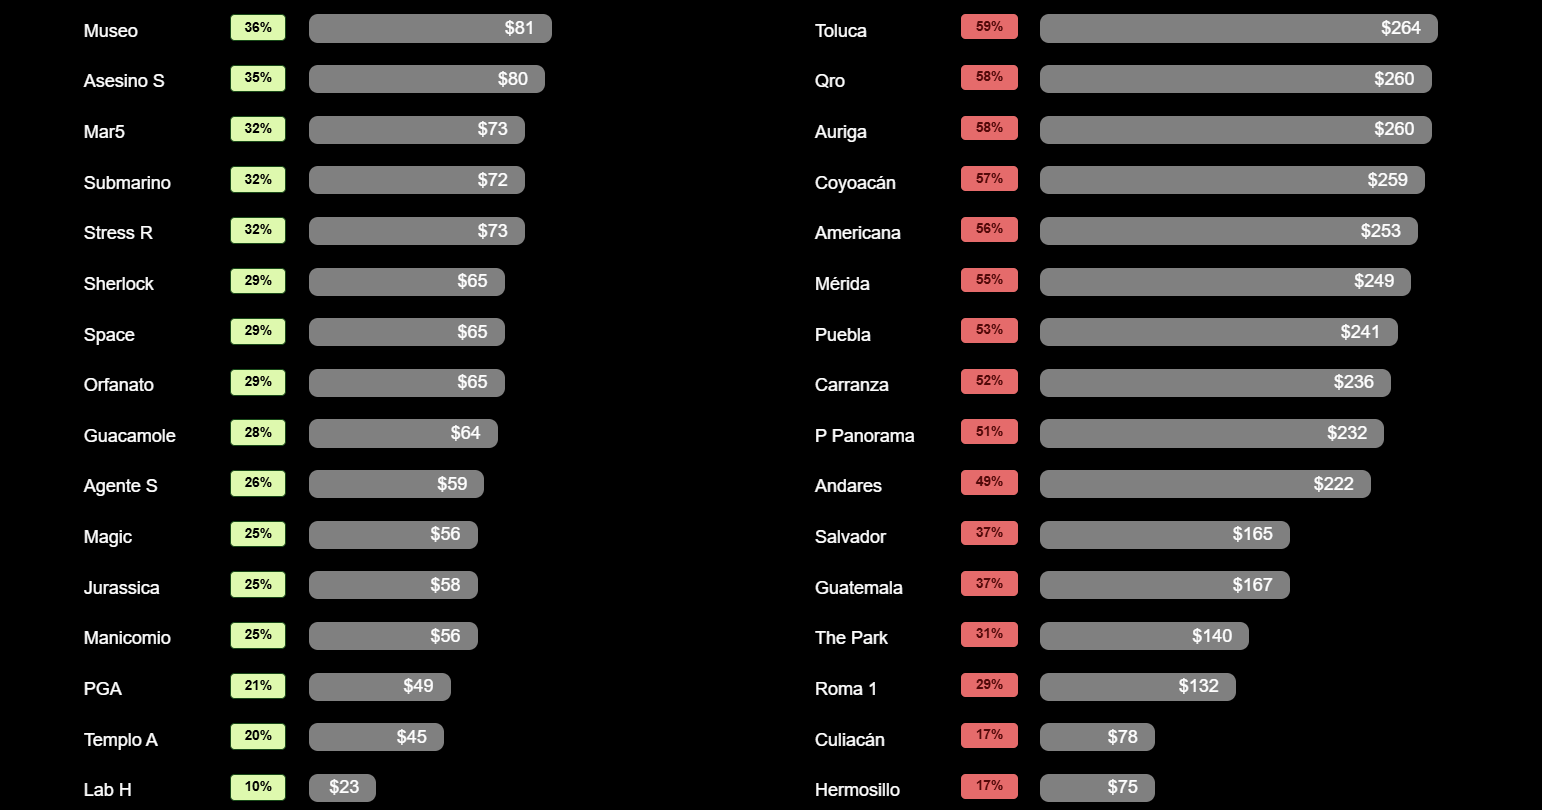 Museo 36% $81
Asesino S 35% $80
Mar5 32% $73
Submarino 32% $72
Stress R 32% $73
Sherlock 29% $65
Space 29% $65
Orfanato 29% $65
Guacamole 28% $64
Agente S 26% $59
Magic 25% $56
Jurassica 25% $58
Manicomio 25% $56
PGA 21% $49
Templo A 20% $45
Lab H 10% $23
Toluca 59% $264
Qro 58% $260
Auriga 58% $260
Coyoacán 57% $259
Americana 56% $253
Mérida 55% $249
Puebla 53% $241
Carranza 52% $236
P Panorama 51% $232
Andares 49% $222
Salvador 37% $165
Guatemala 37% $167
The Park 31% $140
Roma 1 29% $132
Culiacán 17% $78
Hermosillo 17% $75